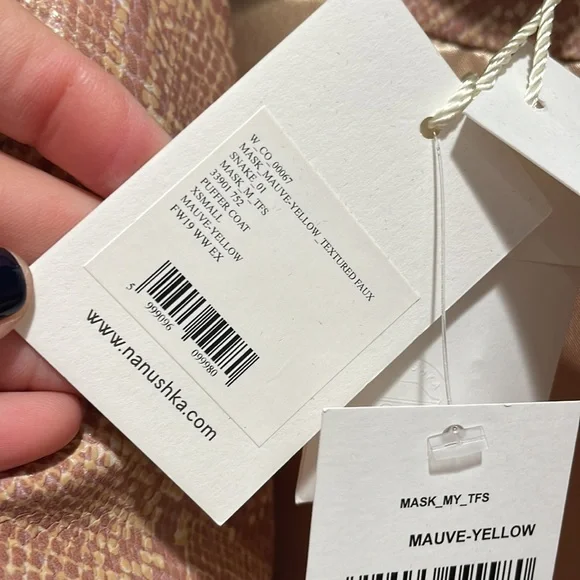 W_CO_00067
MASK_MAUVE-YELLOW_TEXTURED FAUX
SNAKE_01
MASK_M_TFS
33901 752
PUFFER COAT
XSMALL
MAUVE-YELLOW
FW19 WW EX
5 999096 099980
www.nanushka.com
MASK_MY_TFS
MAUVE-YELLOW